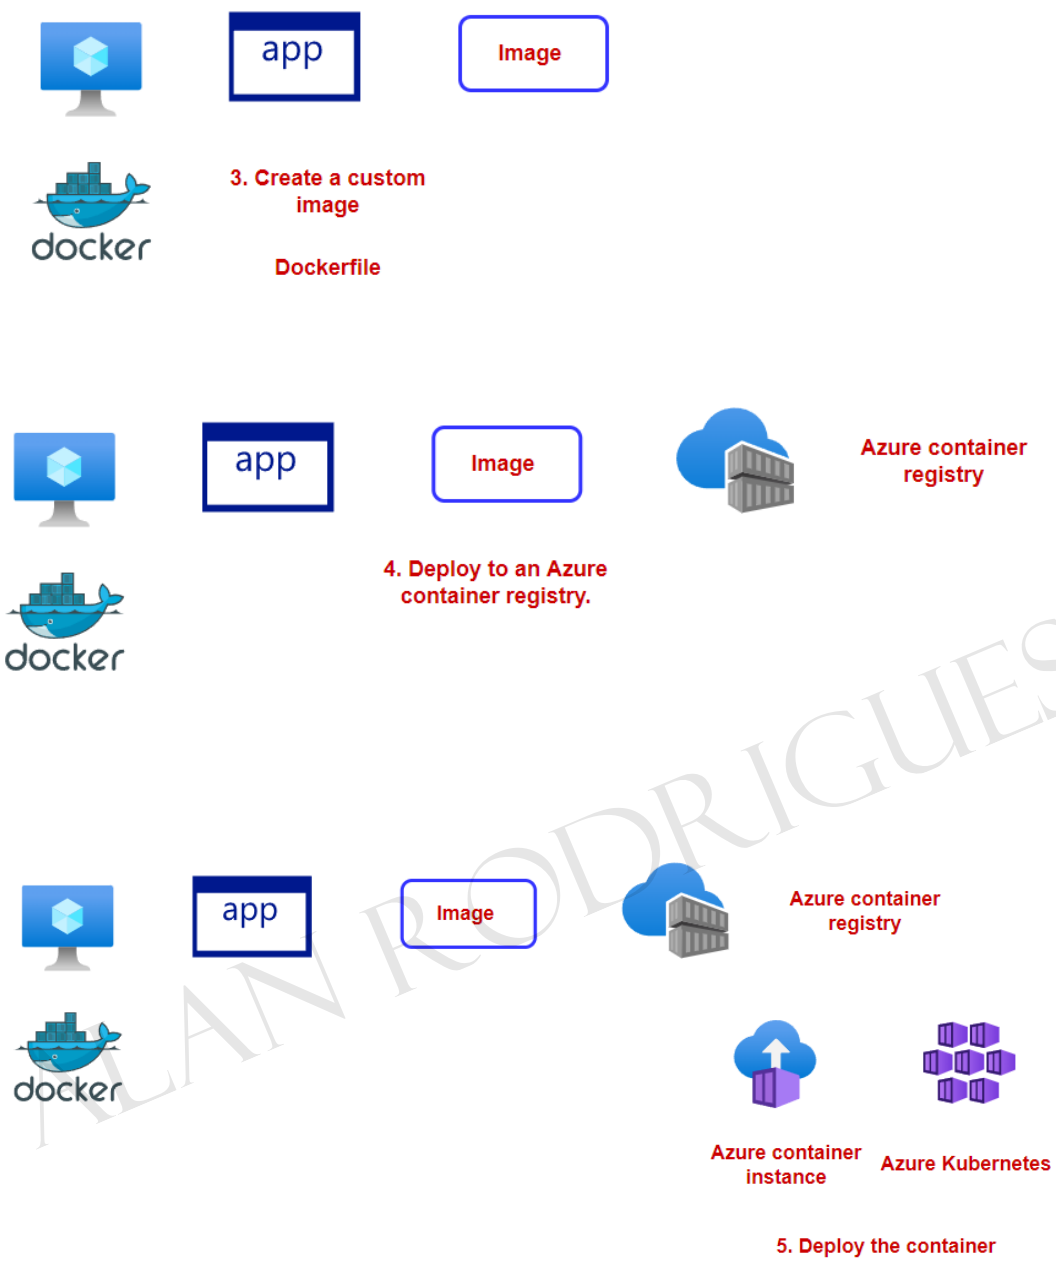 app
Image
docker
3. Create a custom
image
Dockerfile
app
Image
Azure container
registry
4. Deploy to an Azure
container registry.
docker
app
Image
Azure container
registry
docker
Azure container
instance
Azure Kubernetes
5. Deploy the container
ALAN RODRIGUES